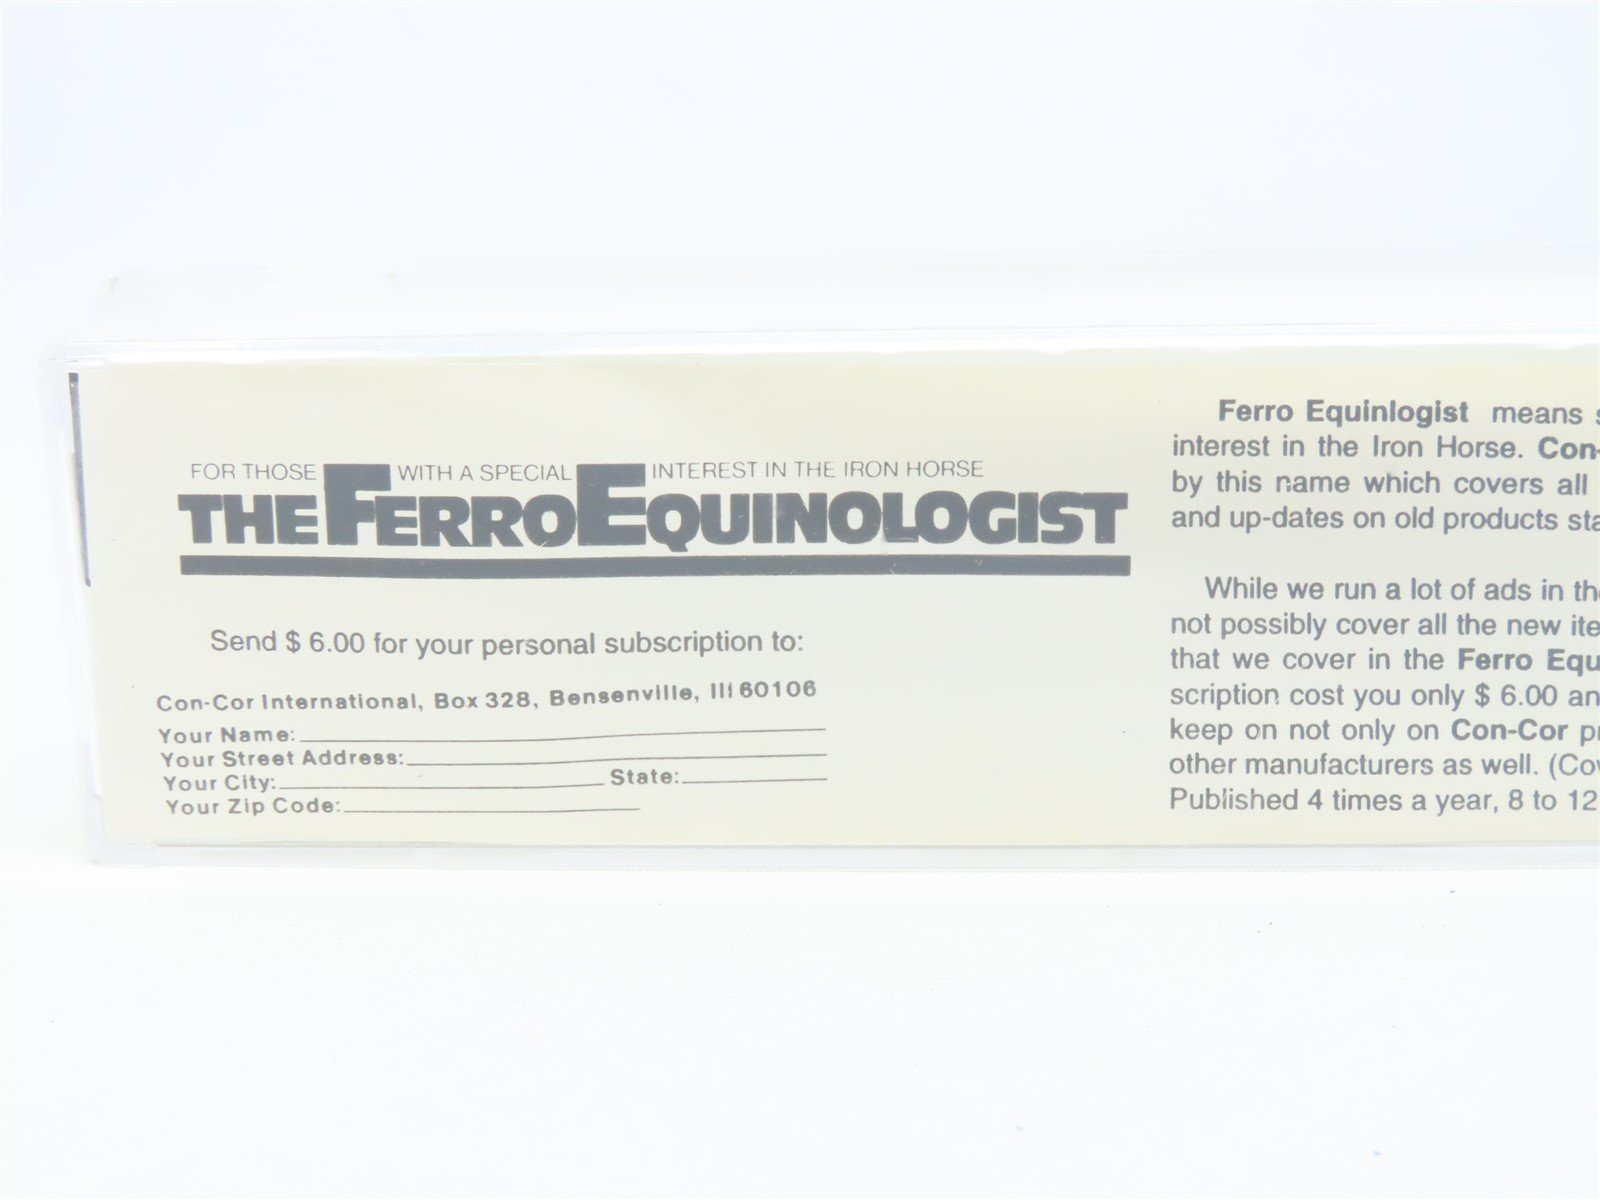 FOR THOSE WITH A SPECIAL INTEREST IN THE IRON HORSE
THE FERRO EQUINOLOGIST
Send $ 6.00 for your personal subscription to:
Con-Cor International, Box 328, Bensenville, Ill 60106
Your Name:
Your Street Address:
Your City: State:
Your Zip Code:
Ferro Equinlogist means
interest in the Iron Horse. Con-
by this name which covers all
and up-dates on old products
While we run a lot of ads in
not possibly cover all the new
that we cover in the Ferro
scription cost you only $ 6.00
keep on not only on Con-Cor
other manufacturers as well.
Published 4 times a year, 8 to 12